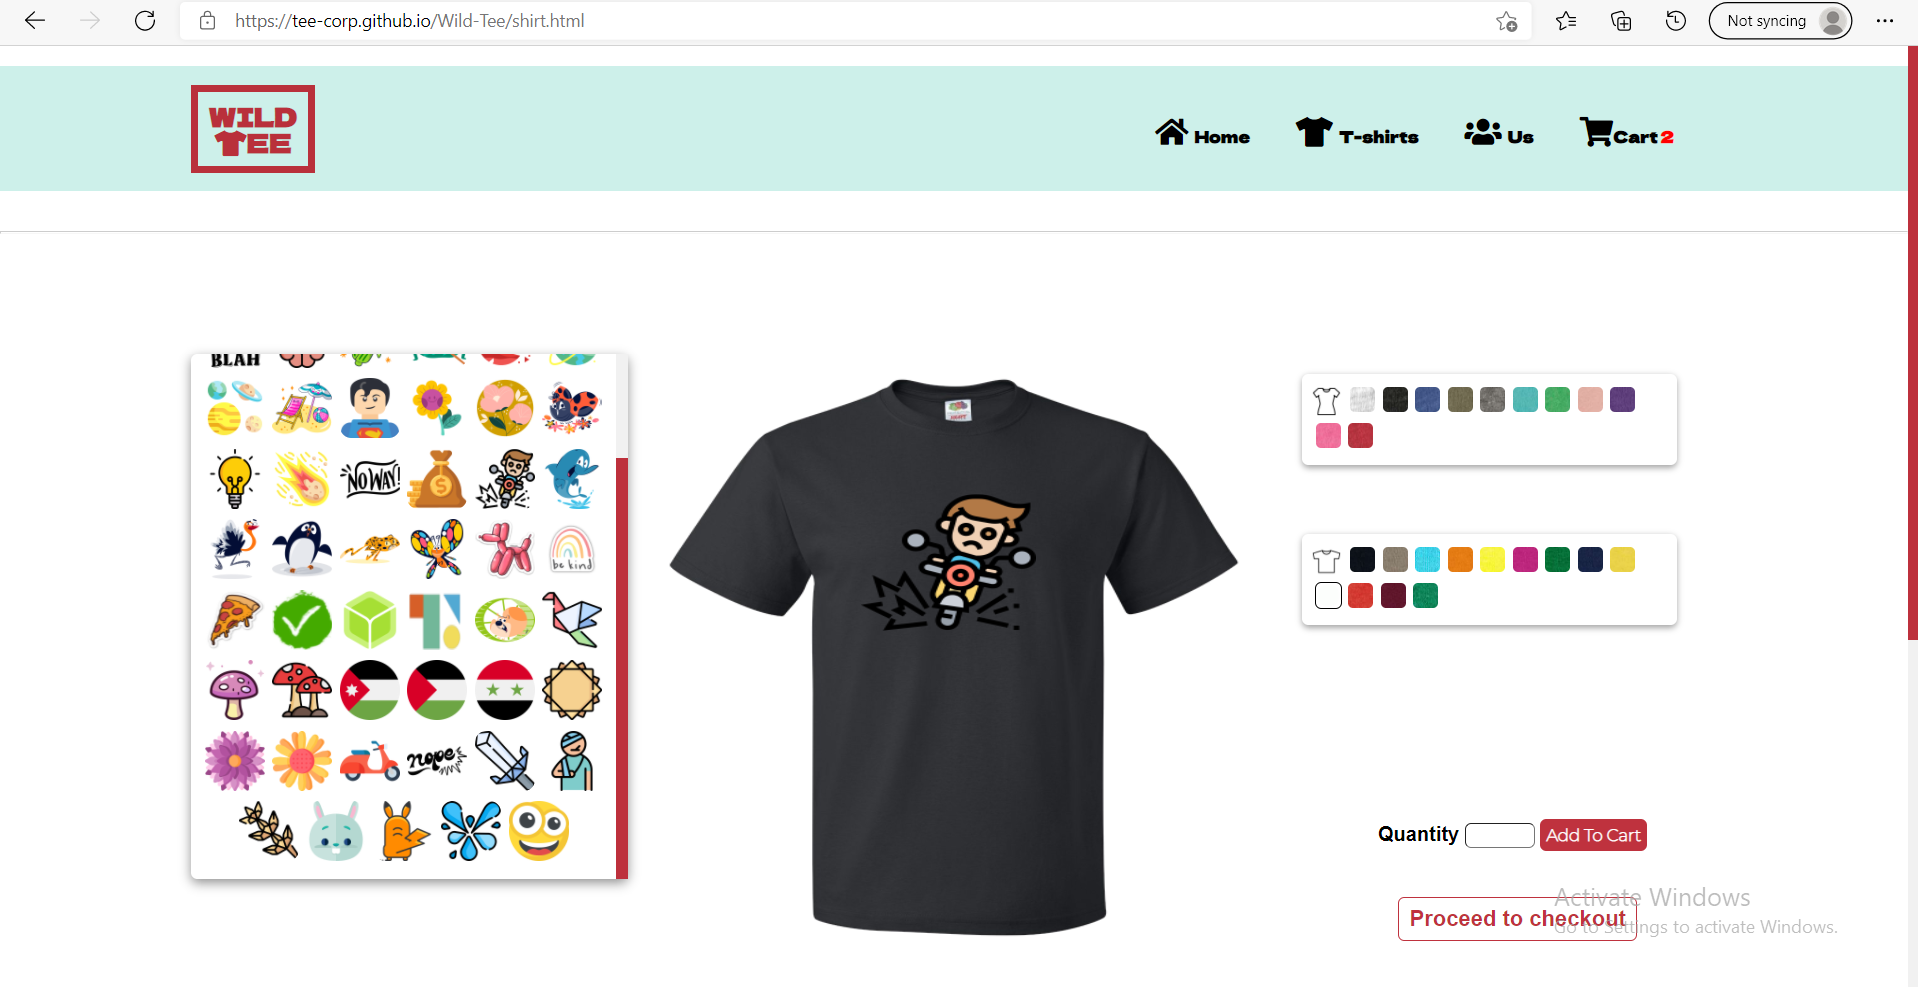 https://tee-corp.github.io/Wild-Tee/shirt.html
Not syncing
WILD
TEE
Home
T-shirts
Us
Cart 2
BLAH
NO WAY!
be kind
nope
Quantity
Add To Cart
Proceed to checkout
Activate Windows
Go to Settings to activate Windows.